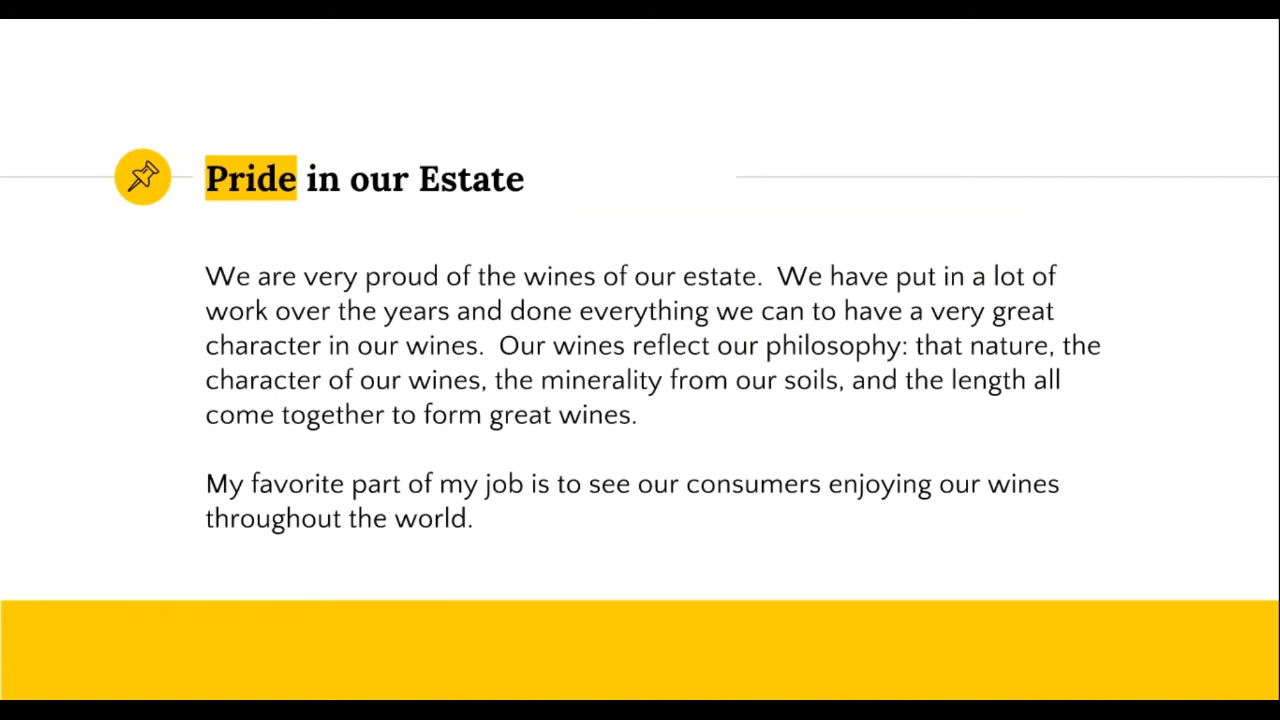 Pride in our Estate
We are very proud of the wines of our estate.  We have put in a lot of
work over the years and done everything we can to have a very great
character in our wines.  Our wines reflect our philosophy: that nature, the
character of our wines, the minerality from our soils, and the length all
come together to form great wines.
My favorite part of my job is to see our consumers enjoying our wines
throughout the world.